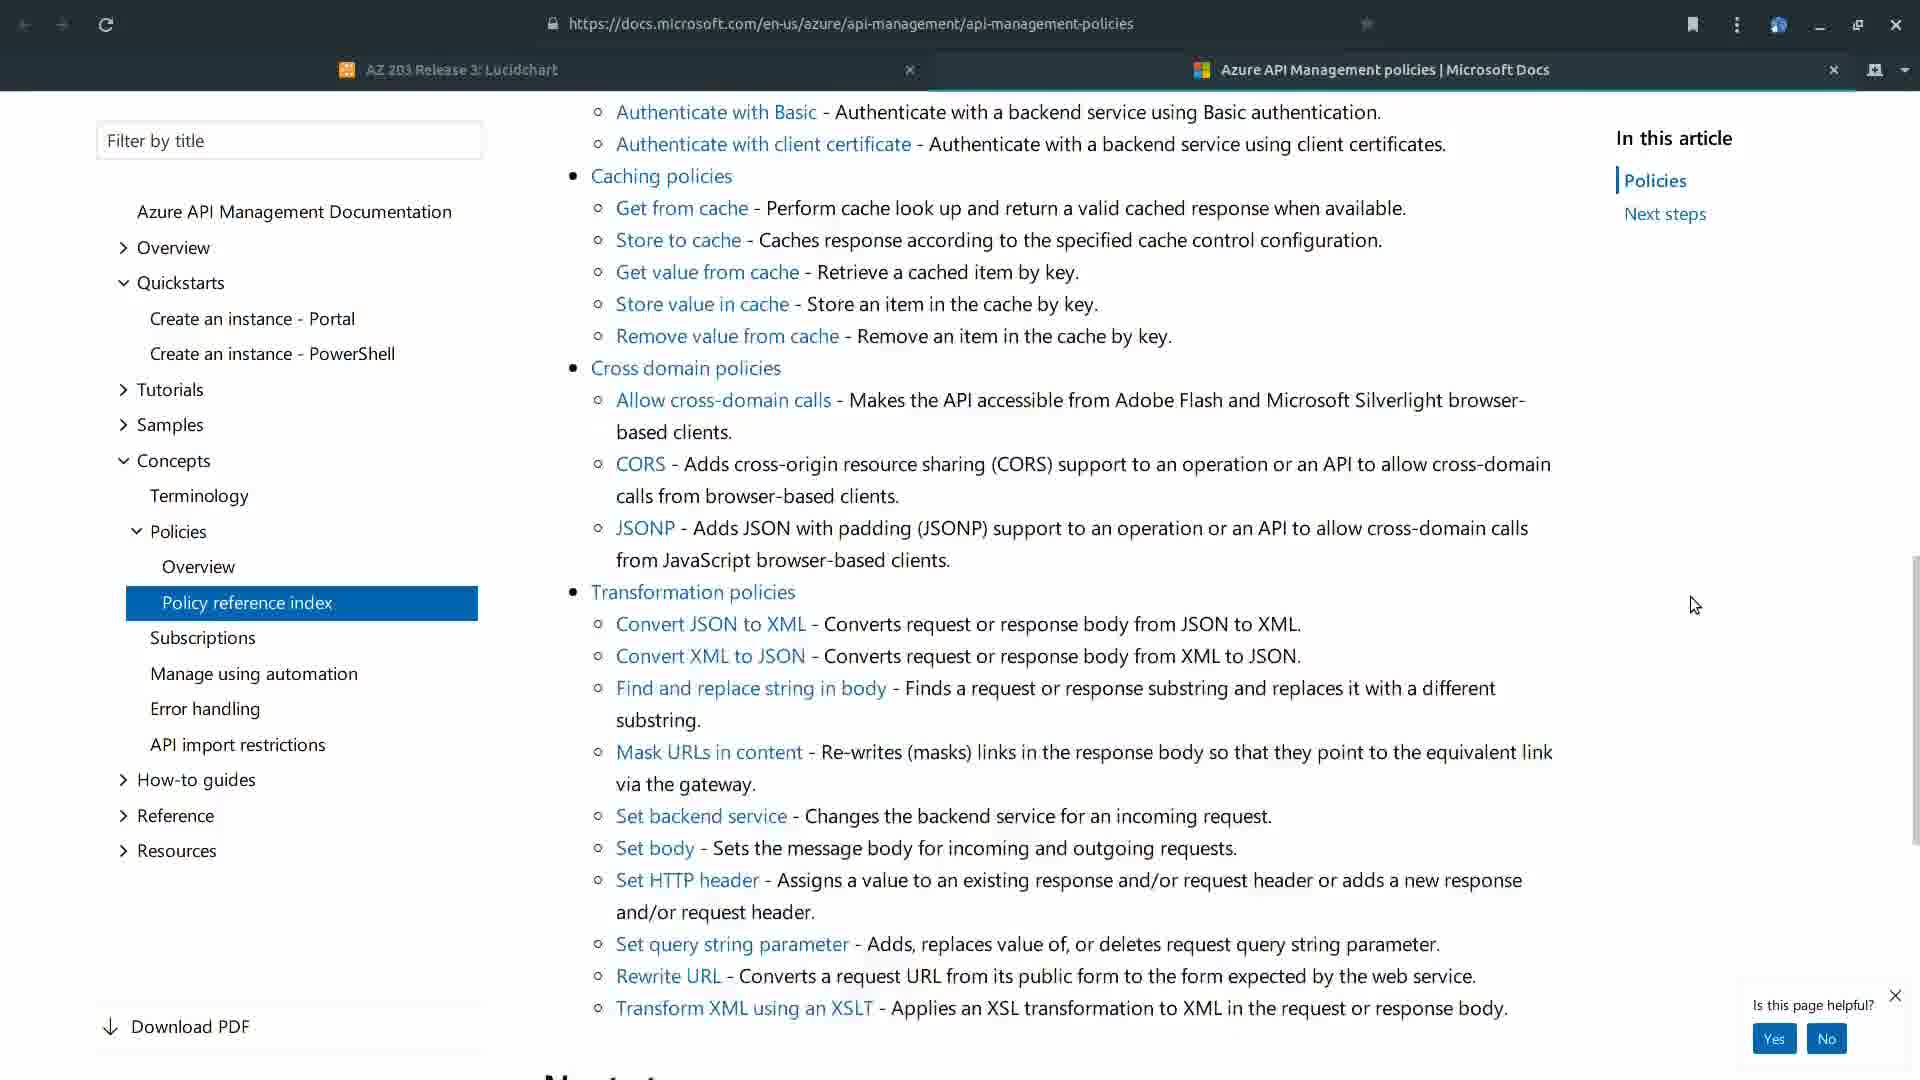 https://docs.microsoft.com/en-us/azure/api-management/api-management-policies
AZ 203 Release 3: Lucidchart
Azure API Management policies | Microsoft Docs
Filter by title
Azure API Management Documentation
Overview
Quickstarts
Create an instance - Portal
Create an instance - PowerShell
Tutorials
Samples
Concepts
Terminology
Policies
Overview
Policy reference index
Subscriptions
Manage using automation
Error handling
API import restrictions
How-to guides
Reference
Resources
Download PDF
Authenticate with Basic - Authenticate with a backend service using Basic authentication.
Authenticate with client certificate - Authenticate with a backend service using client certificates.
Caching policies
Get from cache - Perform cache look up and return a valid cached response when available.
Store to cache - Caches response according to the specified cache control configuration.
Get value from cache - Retrieve a cached item by key.
Store value in cache - Store an item in the cache by key.
Remove value from cache - Remove an item in the cache by key.
Cross domain policies
Allow cross-domain calls - Makes the API accessible from Adobe Flash and Microsoft Silverlight browser-
based clients.
CORS - Adds cross-origin resource sharing (CORS) support to an operation or an API to allow cross-domain
calls from browser-based clients.
JSONP - Adds JSON with padding (JSONP) support to an operation or an API to allow cross-domain calls
from JavaScript browser-based clients.
Transformation policies
Convert JSON to XML - Converts request or response body from JSON to XML.
Convert XML to JSON - Converts request or response body from XML to JSON.
Find and replace string in body - Finds a request or response substring and replaces it with a different
substring.
Mask URLs in content - Re-writes (masks) links in the response body so that they point to the equivalent link
via the gateway.
Set backend service - Changes the backend service for an incoming request.
Set body - Sets the message body for incoming and outgoing requests.
Set HTTP header - Assigns a value to an existing response and/or request header or adds a new response
and/or request header.
Set query string parameter - Adds, replaces value of, or deletes request query string parameter.
Rewrite URL - Converts a request URL from its public form to the form expected by the web service.
Transform XML using an XSLT - Applies an XSL transformation to XML in the request or response body.
In this article
Policies
Next steps
Is this page helpful?
Yes
No